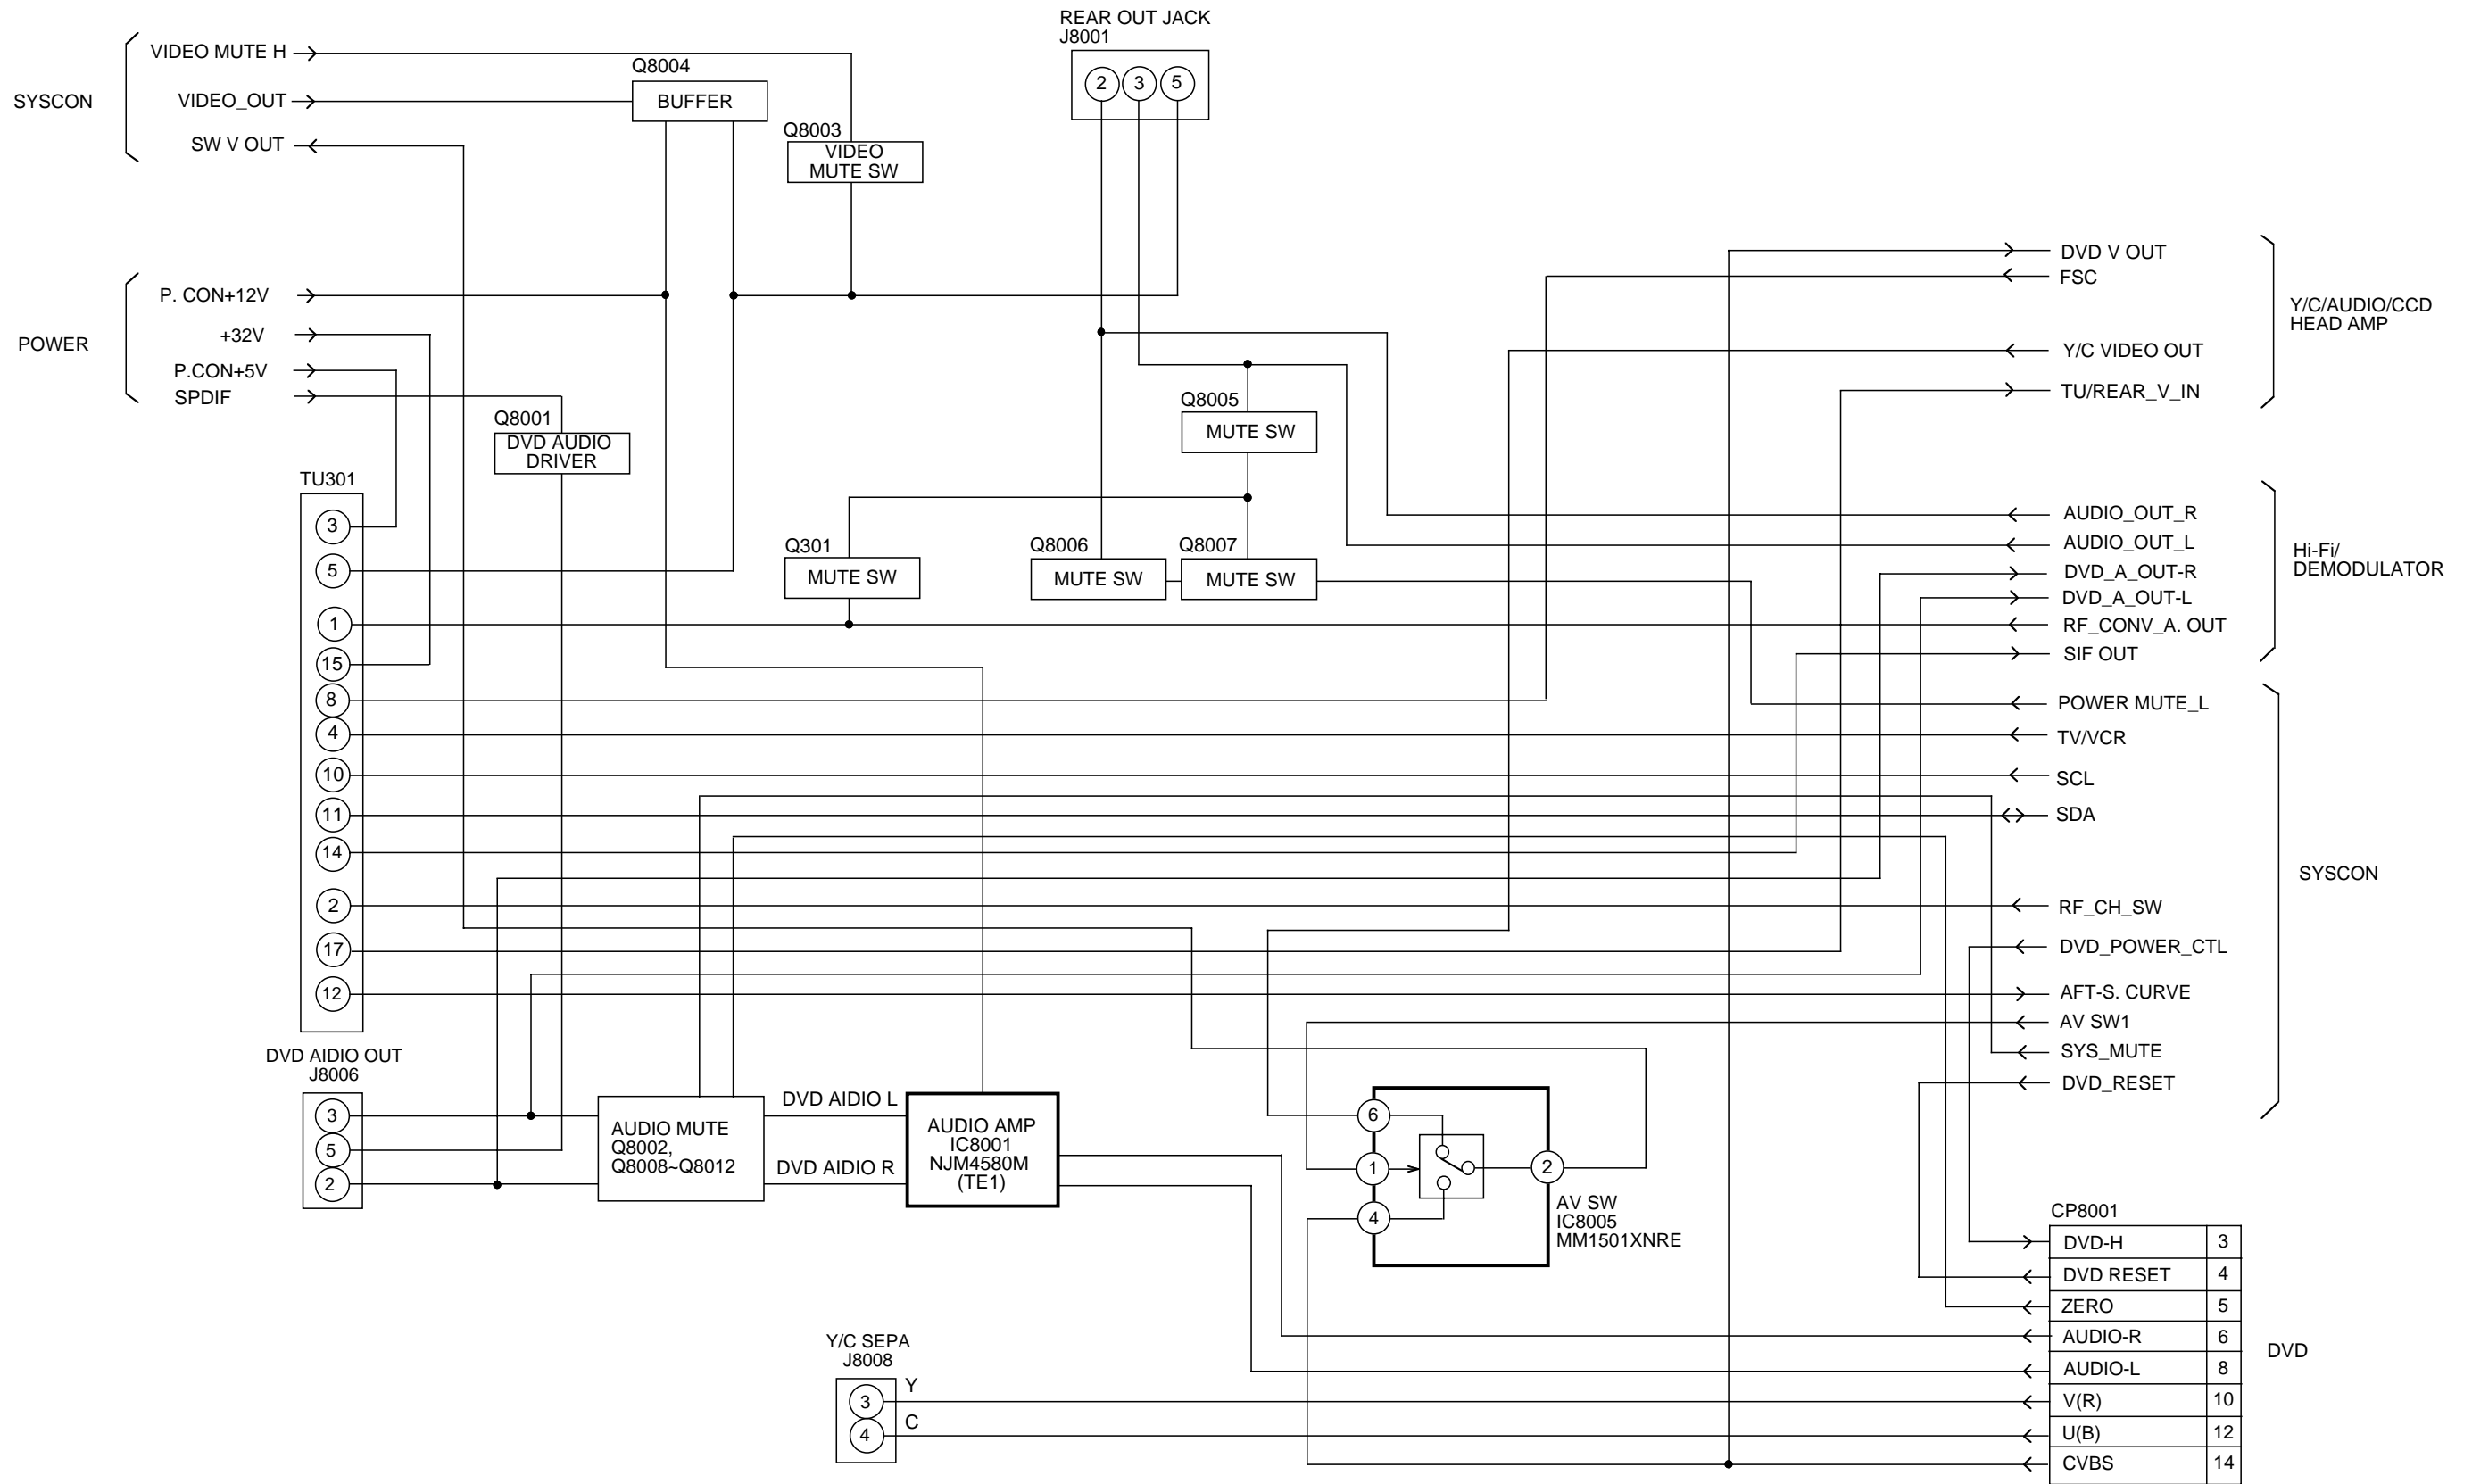 REAR OUT JACK
J8001
2 3 5
SYSCON
VIDEO MUTE H
VIDEO_OUT
SW V OUT
Q8004
BUFFER
Q8003
VIDEO
MUTE SW
POWER
P. CON+12V
+32V
P.CON+5V
SPDIF
Q8001
DVD AUDIO
DRIVER
Q8005
MUTE SW
Q301
MUTE SW
Q8006
MUTE SW
Q8007
MUTE SW
TU301
3
5
1
15
8
4
10
11
14
2
17
12
DVD V OUT
FSC
Y/C VIDEO OUT
TU/REAR_V_IN
Y/C/AUDIO/CCD
HEAD AMP
AUDIO_OUT_R
AUDIO_OUT_L
DVD_A_OUT-R
DVD_A_OUT-L
RF_CONV_A. OUT
SIF OUT
Hi-Fi/
DEMODULATOR
POWER MUTE_L
TV/VCR
SCL
SDA
RF_CH_SW
DVD_POWER_CTL
AFT-S. CURVE
AV SW1
SYS_MUTE
DVD_RESET
SYSCON
DVD AIDIO OUT
J8006
3
5
2
AUDIO MUTE
Q8002,
Q8008~Q8012
DVD AIDIO L
DVD AIDIO R
AUDIO AMP
IC8001
NJM4580M
(TE1)
6
1
4
2
AV SW
IC8005
MM1501XNRE
Y/C SEPA
J8008
3 Y
4 C
CP8001
DVD-H 3
DVD RESET 4
ZERO 5
AUDIO-R 6
AUDIO-L 8
V(R) 10
U(B) 12
CVBS 14
DVD